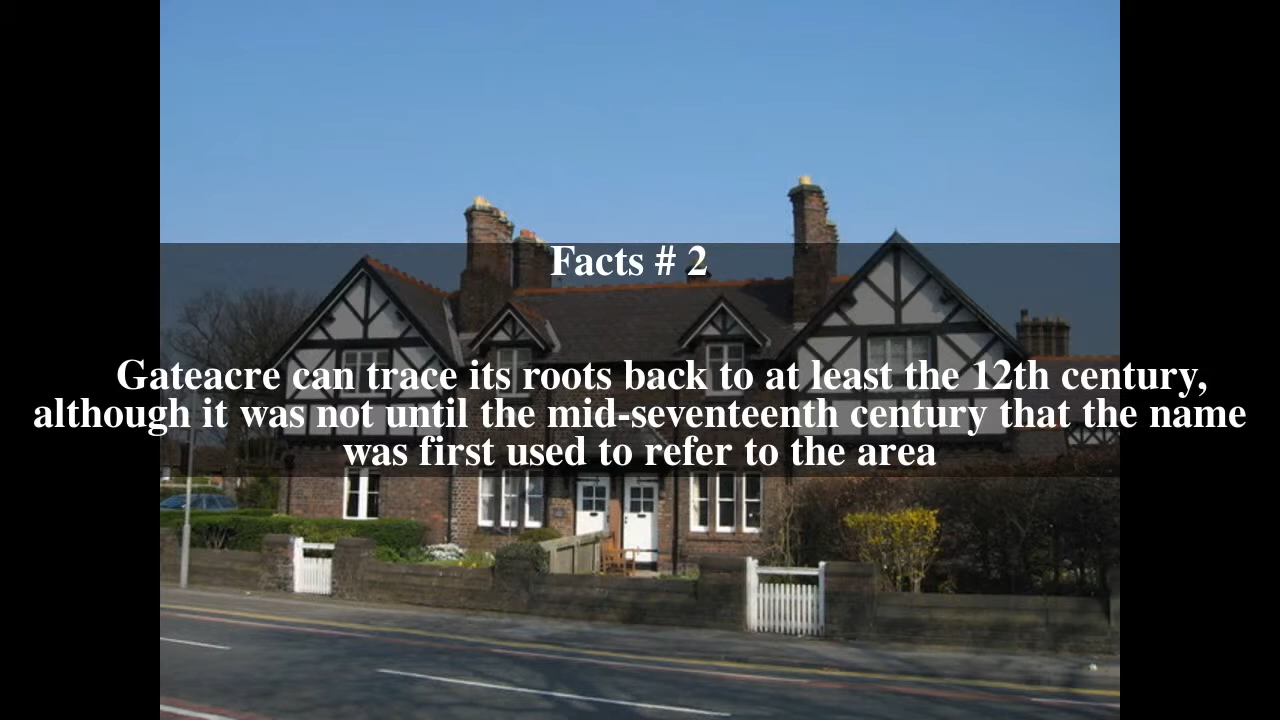 Facts # 2
Gateacre can trace its roots back to at least the 12th century,
although it was not until the mid-seventeenth century that the name
was first used to refer to the area